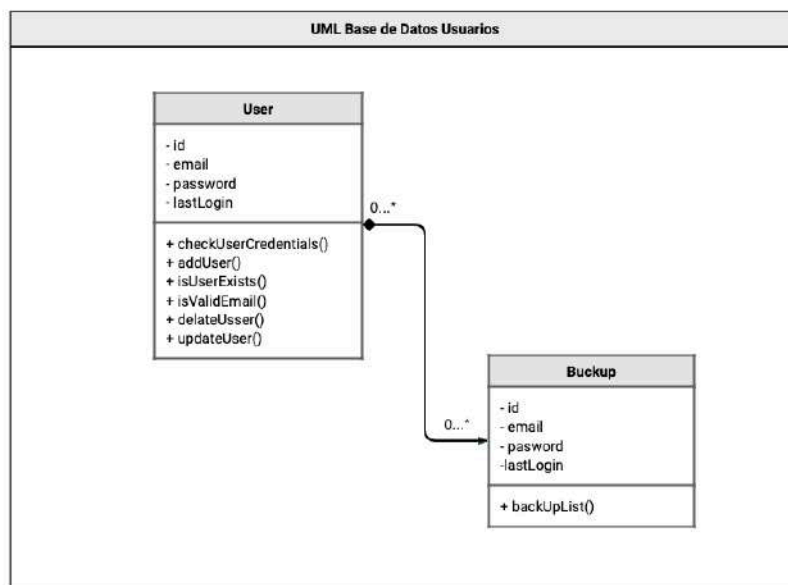 UML Base de Datos Usuarios
User
- id
- email
- password
- lastLogin
0...*
+ checkUserCredentials()
+ addUser()
+ isUserExists()
+ isValidEmail()
+ delateUsser()
+ updateUser()
Buckup
0...*
- id
- email
- pasword
-lastLogin
+ backUpList()